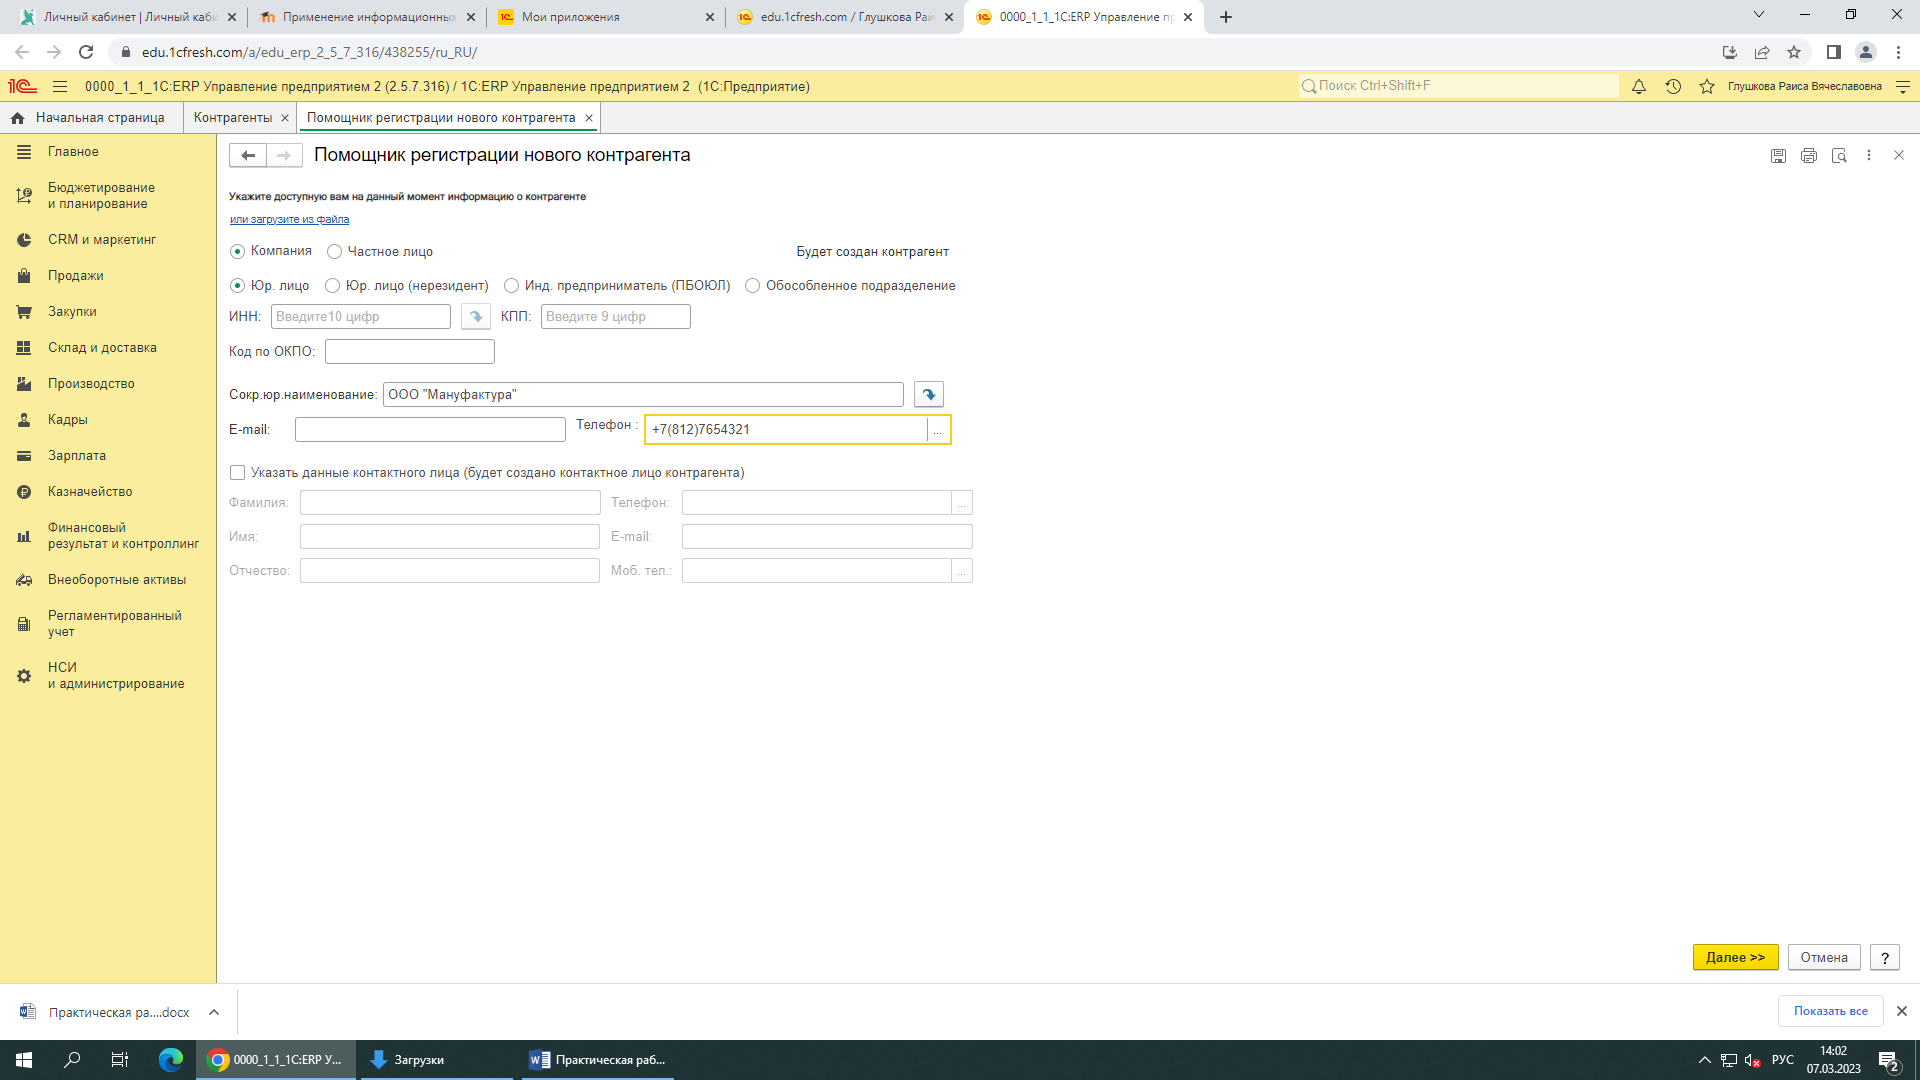 Личный кабинет | Личный каби
Применение информационных
Мои приложения
edu.1cfresh.com / Глушкова Раис
0000_1_1_1С:ERP Управление пр
edu.1cfresh.com/a/edu_erp_2_5_7_316/438255/ru_RU/
0000_1_1_1С:ERP Управление предприятием 2 (2.5.7.316) / 1С:ERP Управление предприятием 2 (1С:Предприятие)
Поиск Ctrl+Shift+F
Глушкова Раиса Вячеславовна
Начальная страница
Контрагенты
Помощник регистрации нового контрагента
Главное
Бюджетирование
и планирование
CRM и маркетинг
Продажи
Закупки
Склад и доставка
Производство
Кадры
Зарплата
Казначейство
Финансовый
результат и контроллинг
Внеоборотные активы
Регламентированный
учет
НСИ
и администрирование
Помощник регистрации нового контрагента
Укажите доступную вам на данный момент информацию о контрагенте
или загрузите из файла
Компания Частное лицо Будет создан контрагент
Юр. лицо Юр. лицо (нерезидент) Инд. предприниматель (ПБОЮЛ) Обособленное подразделение
ИНН: Введите10 цифр КПП: Введите 9 цифр
Код по ОКПО:
Сокр.юр.наименование: ООО "Мануфактура"
E-mail: Телефон : +7(812)7654321 ...
Указать данные контактного лица (будет создано контактное лицо контрагента)
Фамилия: Телефон: ...
Имя: E-mail:
Отчество: Моб. тел.: ...
Далее >> Отмена ?
Практическая ра....docx
Показать все
0000_1_1_1С:ERP У...
Загрузки
Практическая раб...
РУС
14:02
07.03.2023
2